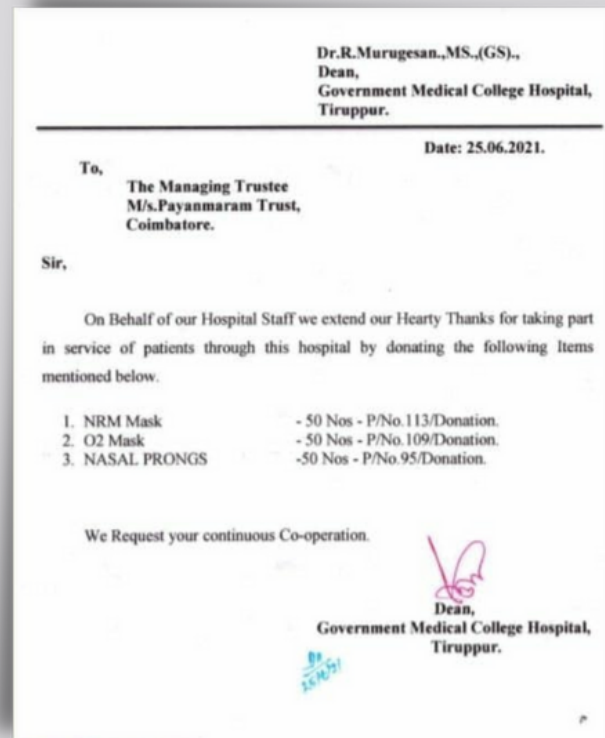 Dr.R.Murugesan.,MS.,(GS).,
Dean,
Government Medical College Hospital,
Tiruppur.
Date: 25.06.2021.
To,
The Managing Trustee
M/s.Payanmaram Trust,
Coimbatore.
Sir,
On Behalf of our Hospital Staff we extend our Hearty Thanks for taking part
in service of patients through this hospital by donating the following Items
mentioned below.
1. NRM Mask - 50 Nos - P/No.113/Donation.
2. O2 Mask - 50 Nos - P/No.109/Donation.
3. NASAL PRONGS -50 Nos - P/No.95/Donation.
We Request your continuous Co-operation.
Dean,
Government Medical College Hospital,
Tiruppur.